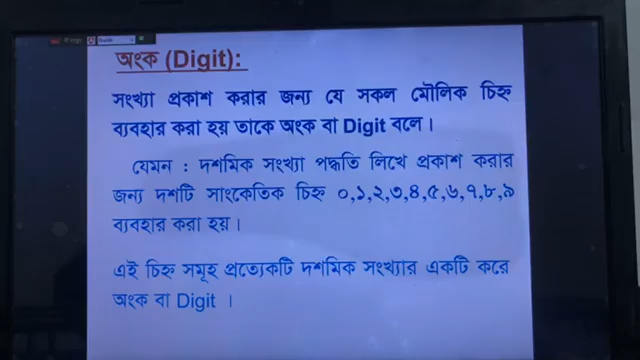 অংক (Digit):
সংখ্যা প্রকাশ করার জন্য যে সকল মৌলিক চিহ্ন
ব্যবহার করা হয় তাকে অংক বা Digit বলে।
যেমন : দশমিক সংখ্যা পদ্ধতি লিখে প্রকাশ করার
জন্য দশটি সাংকেতিক চিহ্ন ০,১,২,৩,৪,৫,৬,৭,৮,৯
ব্যবহার করা হয়।
এই চিহ্ন সমূহ প্রত্যেকটি দশমিক সংখ্যার একটি করে
অংক বা Digit ।